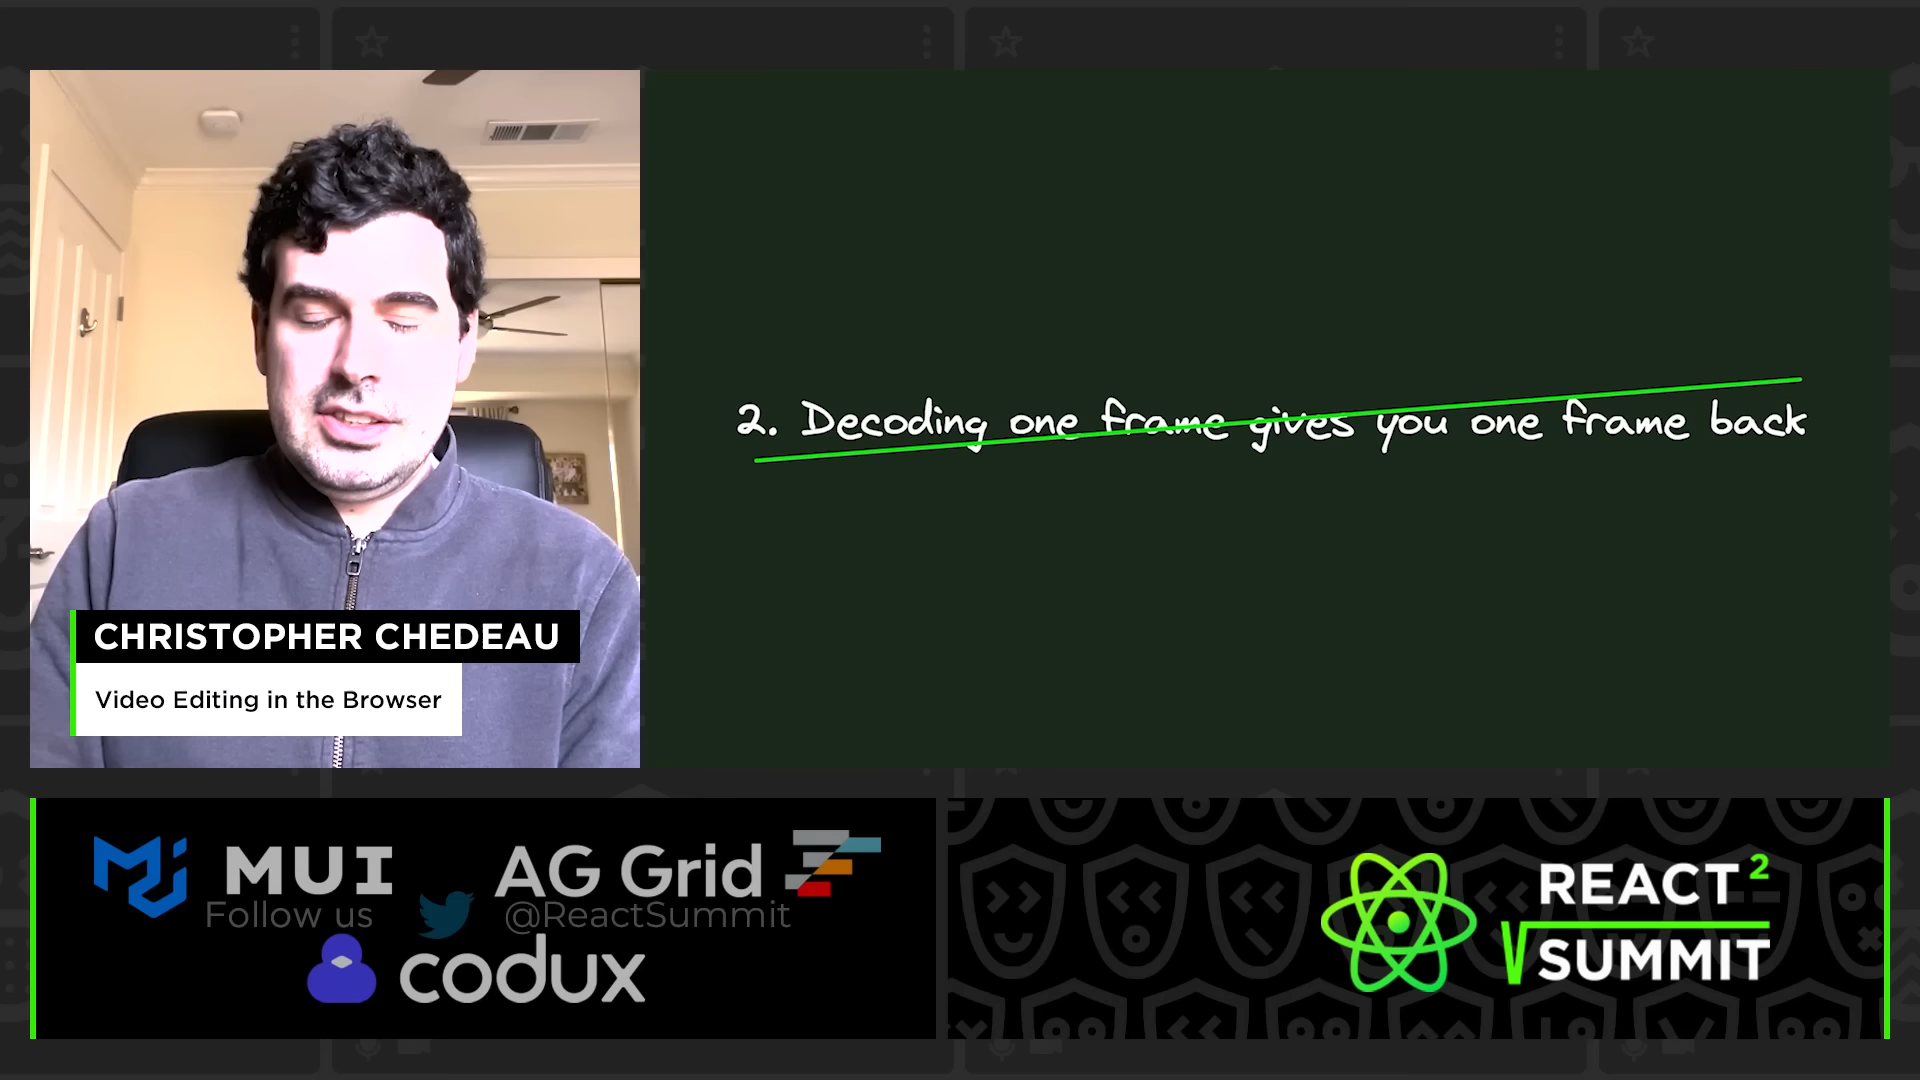 2. Decoding one frame gives you one frame back
CHRISTOPHER CHEDEAU
Video Editing in the Browser
MUI
AG Grid
Follow us
@ReactSummit
codux
REACT 2
SUMMIT